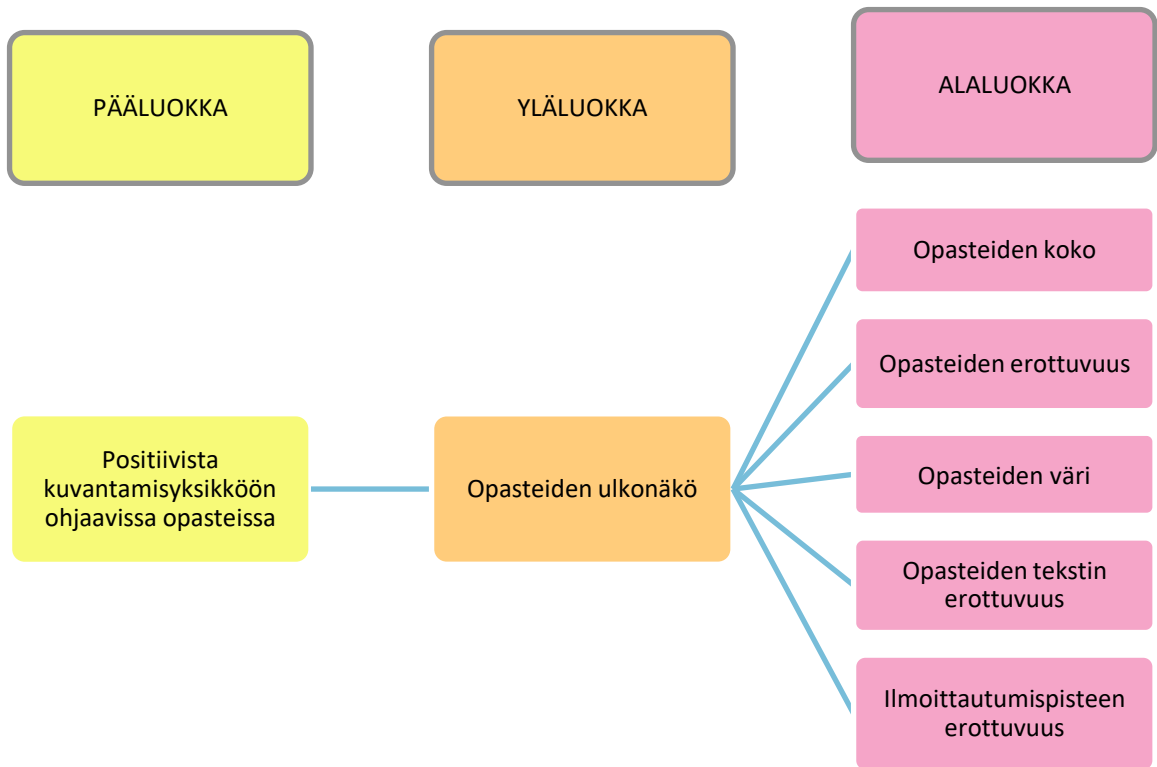 PÄÄLUOKKA
YLÄLUOKKA
ALALUOKKA
Positiivista
kuvantamisyksikköön
ohjaavissa opasteissa
Opasteiden ulkonäkö
Opasteiden koko
Opasteiden erottuvuus
Opasteiden väri
Opasteiden tekstin
erottuvuus
Ilmoittautumispisteen
erottuvuus